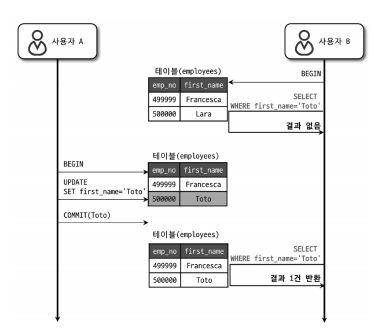 사용자 A
사용자 B
테이블(employees)
BEGIN
emp_no first_name
499999 Francesca
500000 Lara
SELECT
WHERE first_name='Toto'
결과 없음
BEGIN
UPDATE
SET first_name='Toto'
COMMIT(Toto)
테이블(employees)
emp_no first_name
499999 Francesca
500000 Toto
테이블(employees)
emp_no first_name
499999 Francesca
500000 Toto
SELECT
WHERE first_name='Toto'
결과 1건 반환